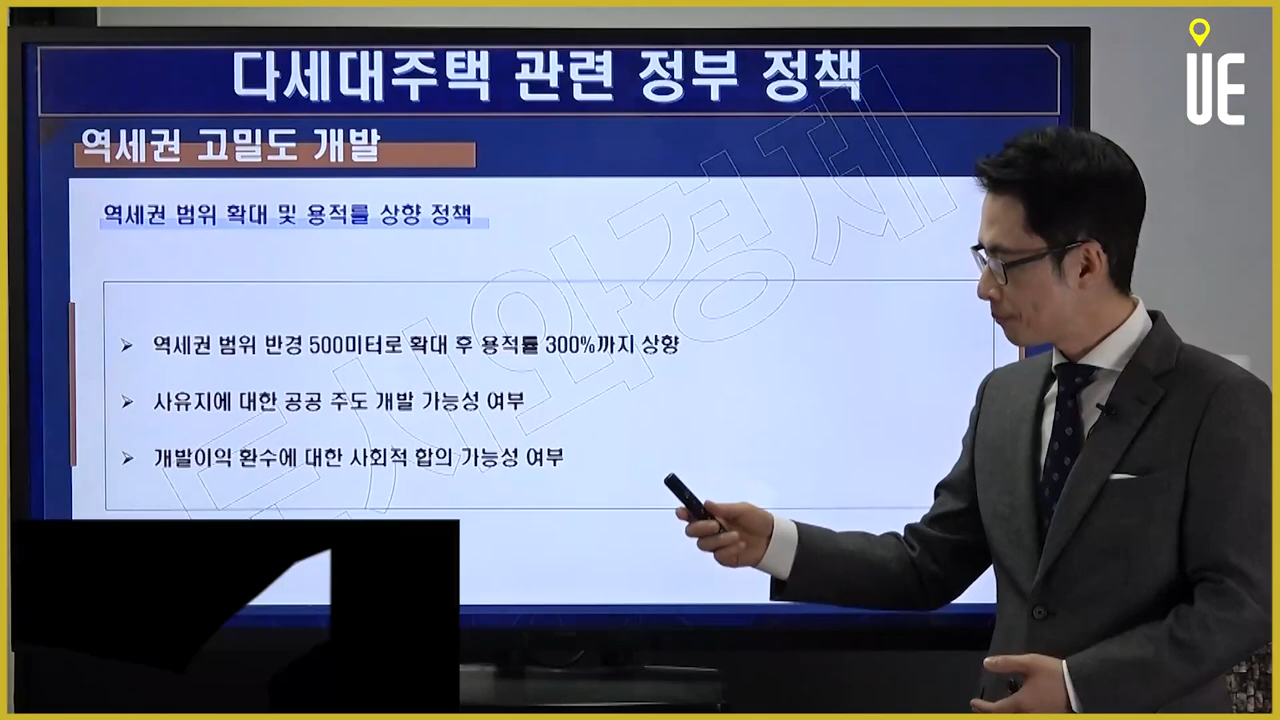 다세대주택 관련 정부 정책
UE
역세권 고밀도 개발
역세권 범위 확대 및 용적률 상향 정책
➢ 역세권 범위 반경 500미터로 확대 후 용적률 300%까지 상향
➢ 사유지에 대한 공공 주도 개발 가능성 여부
➢ 개발이익 환수에 대한 사회적 합의 가능성 여부
도시와경제